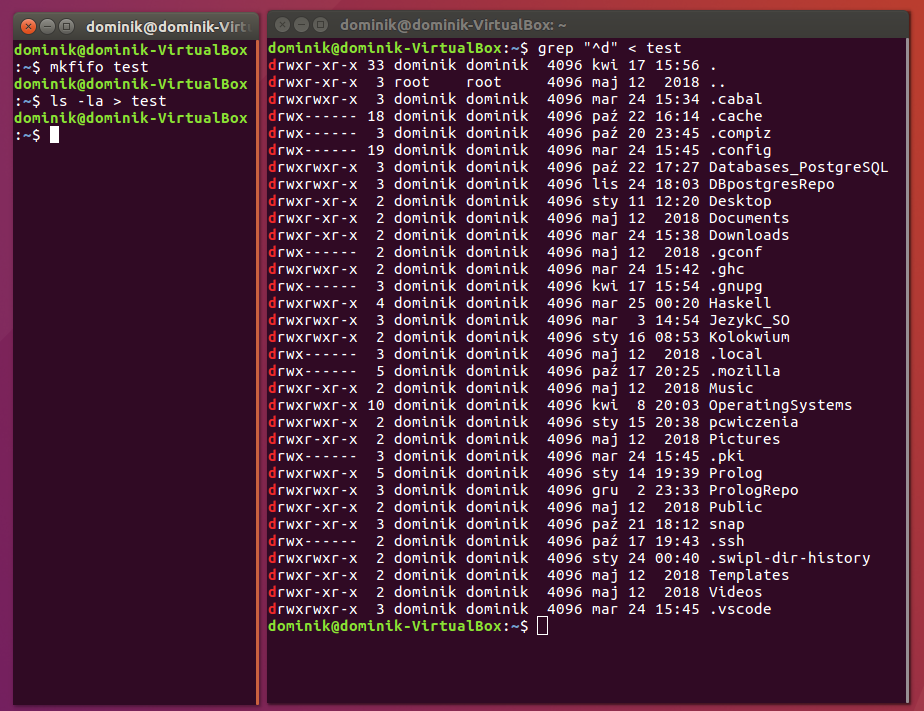 dominik@dominik-VirtualBox
dominik@dominik-VirtualBox
:~$ mkfifo test
dominik@dominik-VirtualBox
:~$ ls -la > test
dominik@dominik-VirtualBox
:~$
dominik@dominik-VirtualBox: ~
dominik@dominik-VirtualBox:~$ grep "^d" < test
drwxr-xr-x 33 dominik dominik  4096 kwi 17 15:56 .
drwxr-xr-x  3 root    root     4096 maj 12  2018 ..
drwxrwxr-x  3 dominik dominik  4096 mar 24 15:34 .cabal
drwx------ 18 dominik dominik  4096 paź 22 16:14 .cache
drwx------  3 dominik dominik  4096 paź 20 23:45 .compiz
drwx------ 19 dominik dominik  4096 mar 24 15:45 .config
drwxrwxr-x  3 dominik dominik  4096 paź 22 17:27 Databases_PostgreSQL
drwxrwxr-x  3 dominik dominik  4096 lis 24 18:03 DBpostgresRepo
drwxr-xr-x  2 dominik dominik  4096 sty 11 12:20 Desktop
drwxr-xr-x  2 dominik dominik  4096 maj 12  2018 Documents
drwxr-xr-x  2 dominik dominik  4096 mar 24 15:38 Downloads
drwx------  2 dominik dominik  4096 maj 12  2018 .gconf
drwxrwxr-x  2 dominik dominik  4096 mar 24 15:42 .ghc
drwx------  3 dominik dominik  4096 kwi 17 15:54 .gnupg
drwxrwxr-x  4 dominik dominik  4096 mar 25 00:20 Haskell
drwxrwxr-x  3 dominik dominik  4096 mar  3 14:54 JezykC_SO
drwxrwxr-x  2 dominik dominik  4096 sty 16 08:53 Kolokwium
drwx------  3 dominik dominik  4096 maj 12  2018 .local
drwx------  5 dominik dominik  4096 paź 17 20:25 .mozilla
drwxr-xr-x  2 dominik dominik  4096 maj 12  2018 Music
drwxrwxr-x 10 dominik dominik  4096 kwi  8 20:03 OperatingSystems
drwxrwxr-x  2 dominik dominik  4096 sty 15 20:38 pcwiczenia
drwxr-xr-x  2 dominik dominik  4096 maj 12  2018 Pictures
drwx------  3 dominik dominik  4096 mar 24 15:45 .pki
drwxrwxr-x  5 dominik dominik  4096 sty 14 19:39 Prolog
drwxrwxr-x  3 dominik dominik  4096 gru  2 23:33 PrologRepo
drwxr-xr-x  2 dominik dominik  4096 maj 12  2018 Public
drwxr-xr-x  3 dominik dominik  4096 paź 21 18:12 snap
drwx------  2 dominik dominik  4096 paź 17 19:43 .ssh
drwxrwxr-x  2 dominik dominik  4096 sty 24 00:40 .swipl-dir-history
drwxr-xr-x  2 dominik dominik  4096 maj 12  2018 Templates
drwxr-xr-x  2 dominik dominik  4096 maj 12  2018 Videos
drwxrwxr-x  3 dominik dominik  4096 mar 24 15:45 .vscode
dominik@dominik-VirtualBox:~$